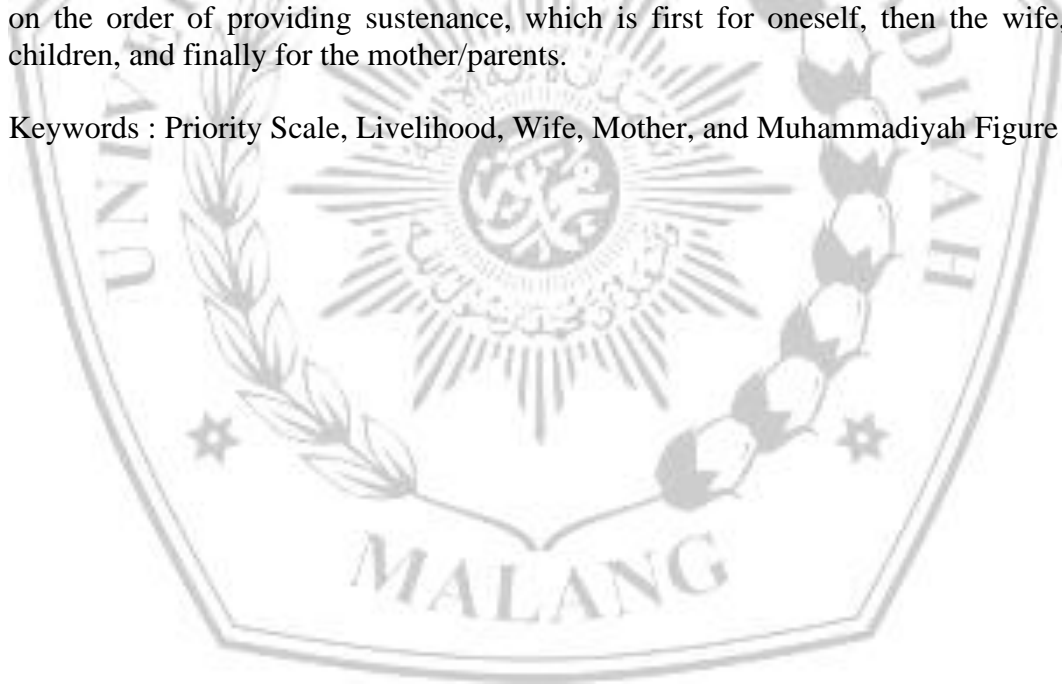 on the order of providing sustenance, which is first for oneself, then the wife,
children, and finally for the mother/parents.
Keywords : Priority Scale, Livelihood, Wife, Mother, and Muhammadiyah Figure
MALANG